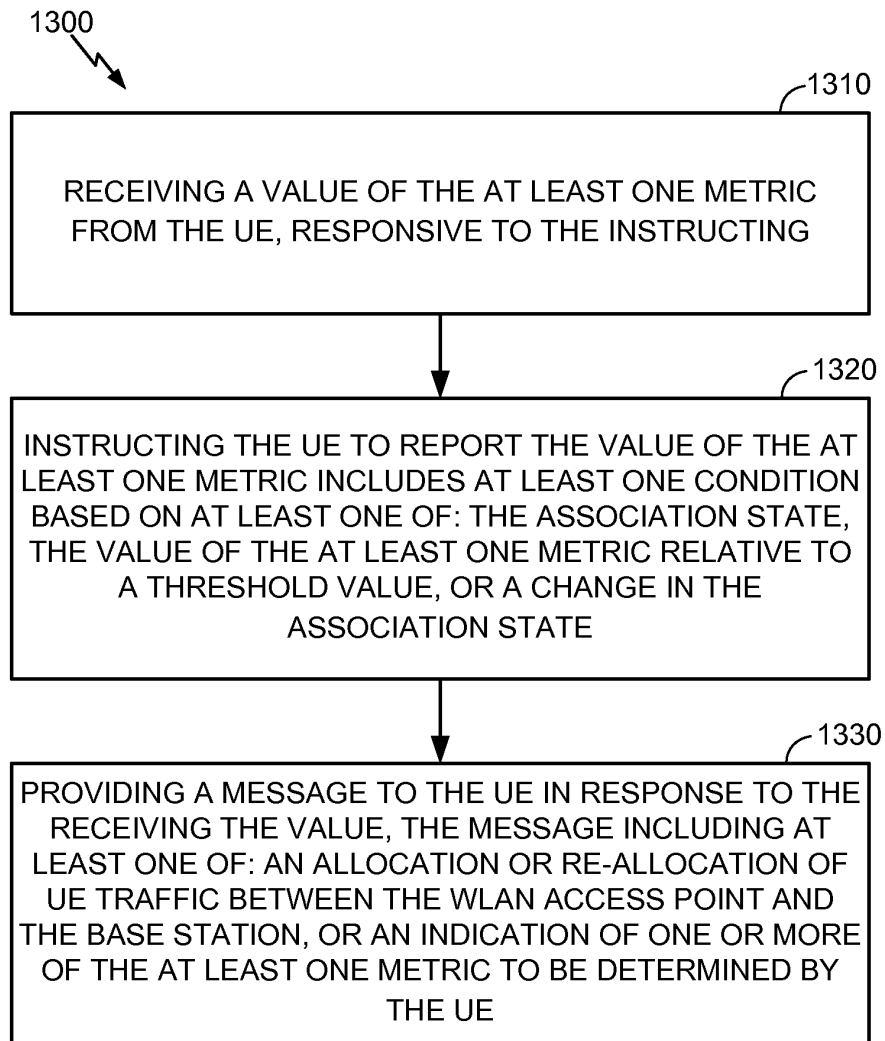 1300
1310
RECEIVING A VALUE OF THE AT LEAST ONE METRIC
FROM THE UE, RESPONSIVE TO THE INSTRUCTING
1320
INSTRUCTING THE UE TO REPORT THE VALUE OF THE AT
LEAST ONE METRIC INCLUDES AT LEAST ONE CONDITION
BASED ON AT LEAST ONE OF: THE ASSOCIATION STATE,
THE VALUE OF THE AT LEAST ONE METRIC RELATIVE TO
A THRESHOLD VALUE, OR A CHANGE IN THE
ASSOCIATION STATE
1330
PROVIDING A MESSAGE TO THE UE IN RESPONSE TO THE
RECEIVING THE VALUE, THE MESSAGE INCLUDING AT
LEAST ONE OF: AN ALLOCATION OR RE-ALLOCATION OF
UE TRAFFIC BETWEEN THE WLAN ACCESS POINT AND
THE BASE STATION, OR AN INDICATION OF ONE OR MORE
OF THE AT LEAST ONE METRIC TO BE DETERMINED BY
THE UE